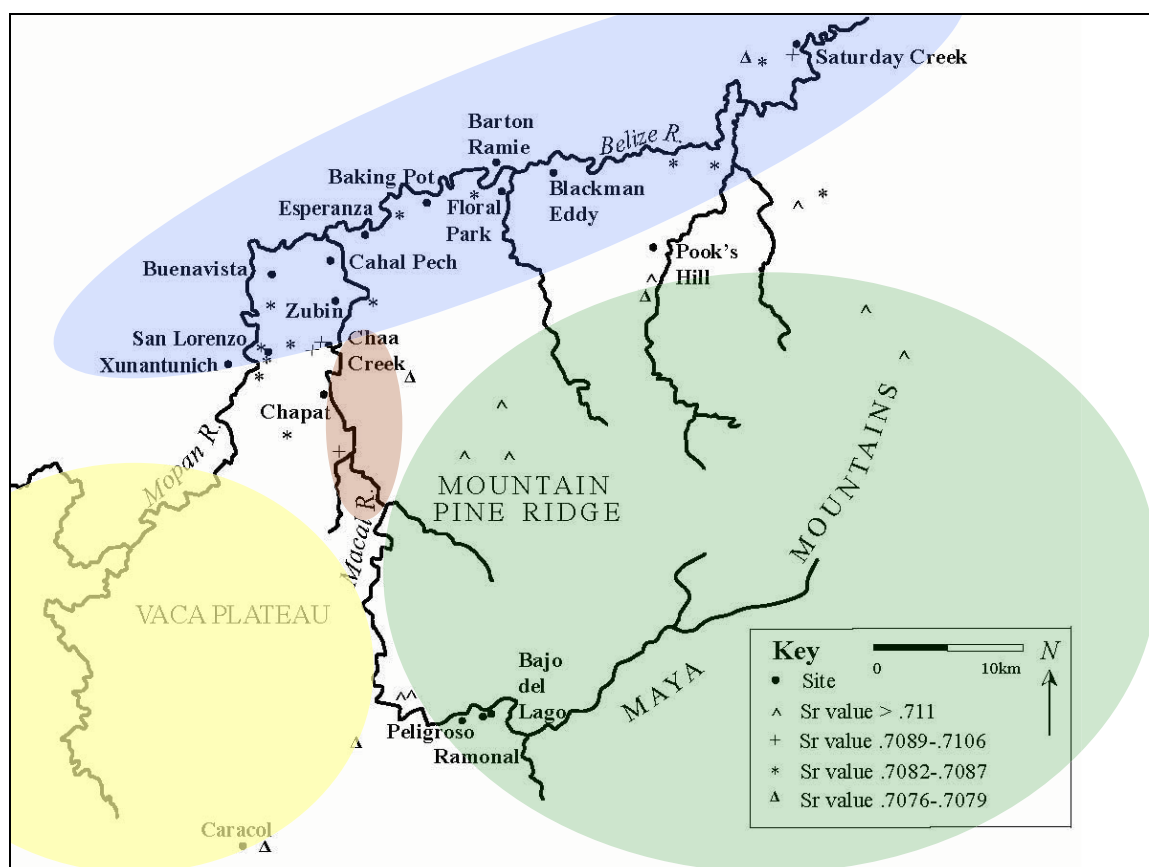 Saturday Creek
Barton
Ramie
Belize R.
Baking Pot
Blackman
Eddy
Esperanza
Floral
Park
Pook's
Hill
Buenavista
Cahal Pech
Zubin
San Lorenzo
Xunantunich
Chaa
Creek
Chapat
Mopan R.
MOUNTAIN
PINE RIDGE
MOUNTAINS
Macal R.
VACA PLATEAU
MAYA
Bajo
del
Lago
Peligroso
Ramonal
Caracol
Key
0 10km
N
• Site
^ Sr value > .711
+ Sr value .7089-.7106
* Sr value .7082-.7087
Δ Sr value .7076-.7079